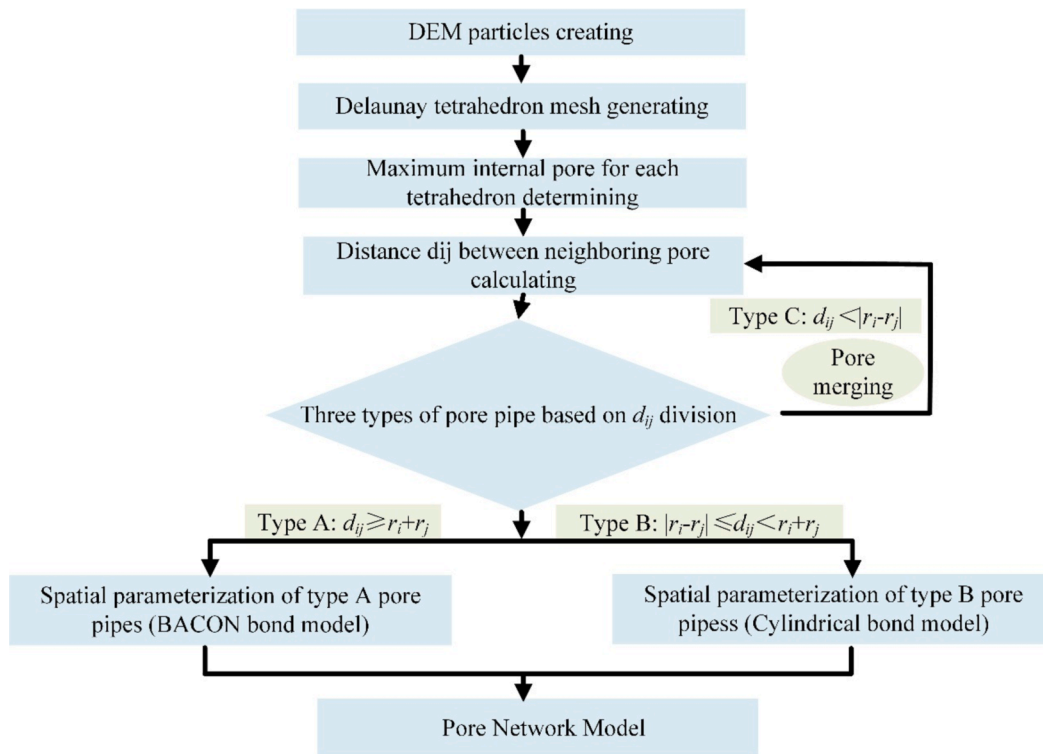 DEM particles creating
Delaunay tetrahedron mesh generating
Maximum internal pore for each
tetrahedron determining
Distance dij between neighboring pore
calculating
Type C: dij＜|ri-rj|
Pore
merging
Three types of pore pipe based on dij division
Type A: dij≥ri+rj
Type B: |ri-rj|≤dij＜ri+rj
Spatial parameterization of type A pore
pipes (BACON bond model)
Spatial parameterization of type B pore
pipess (Cylindrical bond model)
Pore Network Model